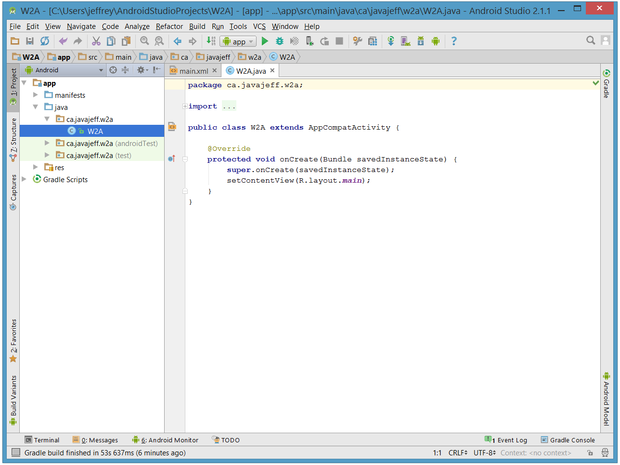 W2A - [C:\Users\jeffrey\AndroidStudioProjects\W2A] - [app] - ...\app\src\main\java\ca\javajeff\w2a\W2A.java - Android Studio 2.1.1
File Edit View Navigate Code Analyze Refactor Build Run Tools VCS Window Help
app
W2A app src main java ca javajeff w2a W2A
Android
main.xml W2A.java
1: Project
app
manifests
java
ca.javajeff.w2a
W2A
ca.javajeff.w2a (androidTest)
ca.javajeff.w2a (test)
res
Gradle Scripts
Z: Structure
Captures
2: Favorites
Build Variants
package ca.javajeff.w2a;
import ...
public class W2A extends AppCompatActivity {
@Override
protected void onCreate(Bundle savedInstanceState) {
super.onCreate(savedInstanceState);
setContentView(R.layout.main);
}
}
Gradle
Android Model
Terminal 0: Messages 6: Android Monitor TODO 1 Event Log Gradle Console
Gradle build finished in 53s 637ms (6 minutes ago) 1:1 CRLF÷ UTF-8÷ Context: <no context>